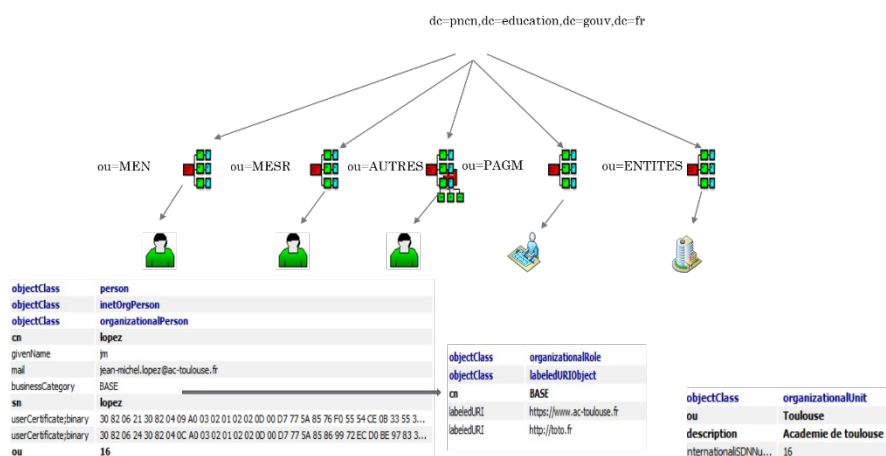 dc=pncn,dc=education,dc=gouv,dc=fr
ou=MEN ou=MESR ou=AUTRES ou=PAGM ou=ENTITES
objectClass person
objectClass inetOrgPerson
objectClass organizationalPerson
cn lopez
givenName jm
mail jean-michel.lopez@ac-toulouse.fr
businessCategory BASE
sn lopez
userCertificate;binary 30 82 06 21 30 82 04 09 A0 03 02 01 02 02 0D 00 D7 77 5A 85 76 F0 55 54 CE 0B 33 55 3...
userCertificate;binary 30 82 06 24 30 82 04 0C A0 03 02 01 02 02 0D 00 D7 77 5A 85 86 99 72 EC D0 BE 97 83 3...
ou 16
objectClass organizationalRole
objectClass labeledURIObject
cn BASE
labeledURI https://www.ac-toulouse.fr
labeledURI http://toto.fr
objectClass organizationalUnit
ou Toulouse
description Academie de toulouse
nternationaliSDNNu... 16